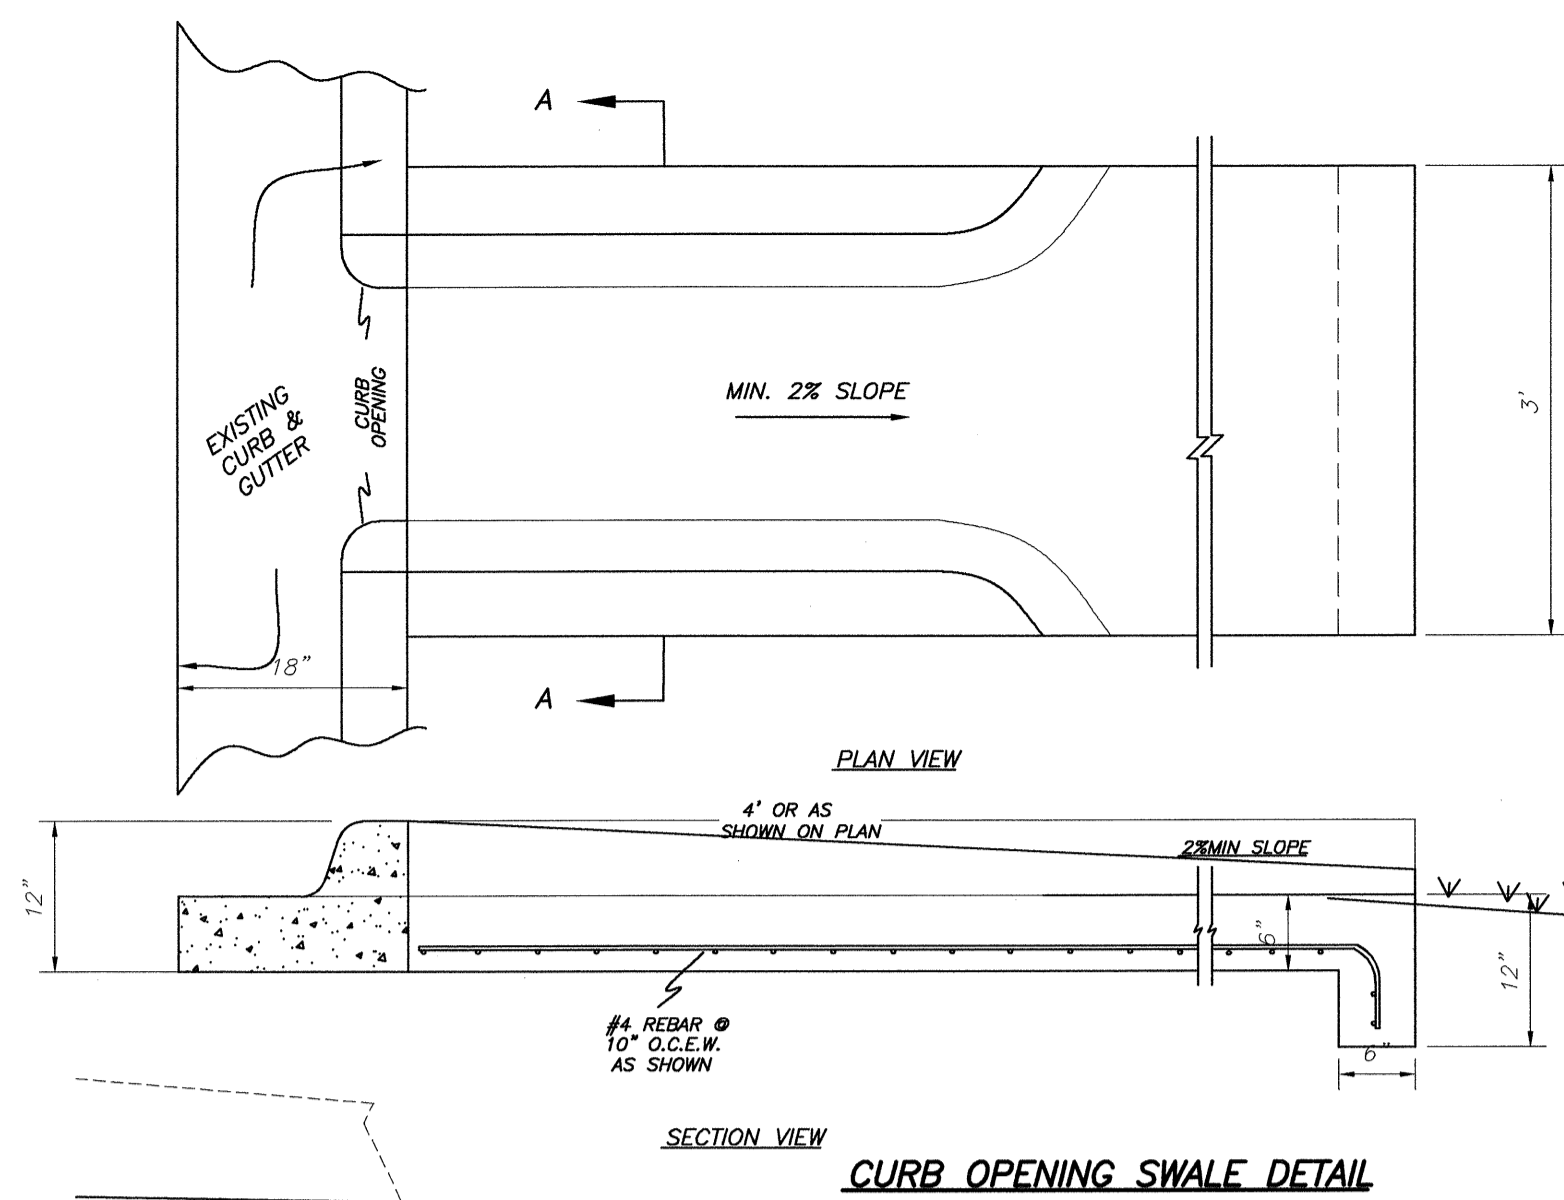 A
MIN. 2% SLOPE
3'
CURB
OPENING
EXISTING
CURB &
GUTTER
18"
A
PLAN VIEW
4' OR AS
SHOWN ON PLAN
2%MIN SLOPE
12"
6"
12"
#4 REBAR @
10" O.C.E.W.
AS SHOWN
6"
SECTION VIEW
CURB OPENING SWALE DETAIL